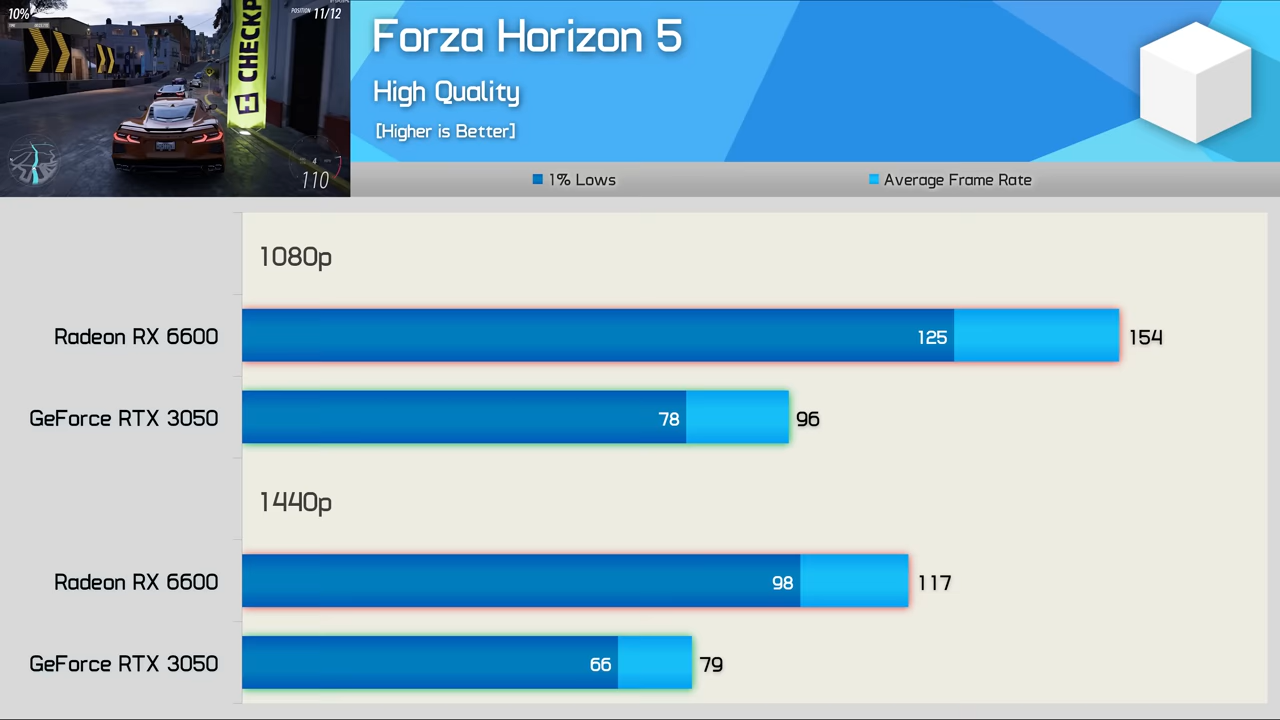 10%
POSITION 11/12
CHECKP
H
4
110
Forza Horizon 5
High Quality
[Higher is Better]
1% Lows
Average Frame Rate
1080p
Radeon RX 6600
125
154
GeForce RTX 3050
78
96
1440p
Radeon RX 6600
98
117
GeForce RTX 3050
66
79